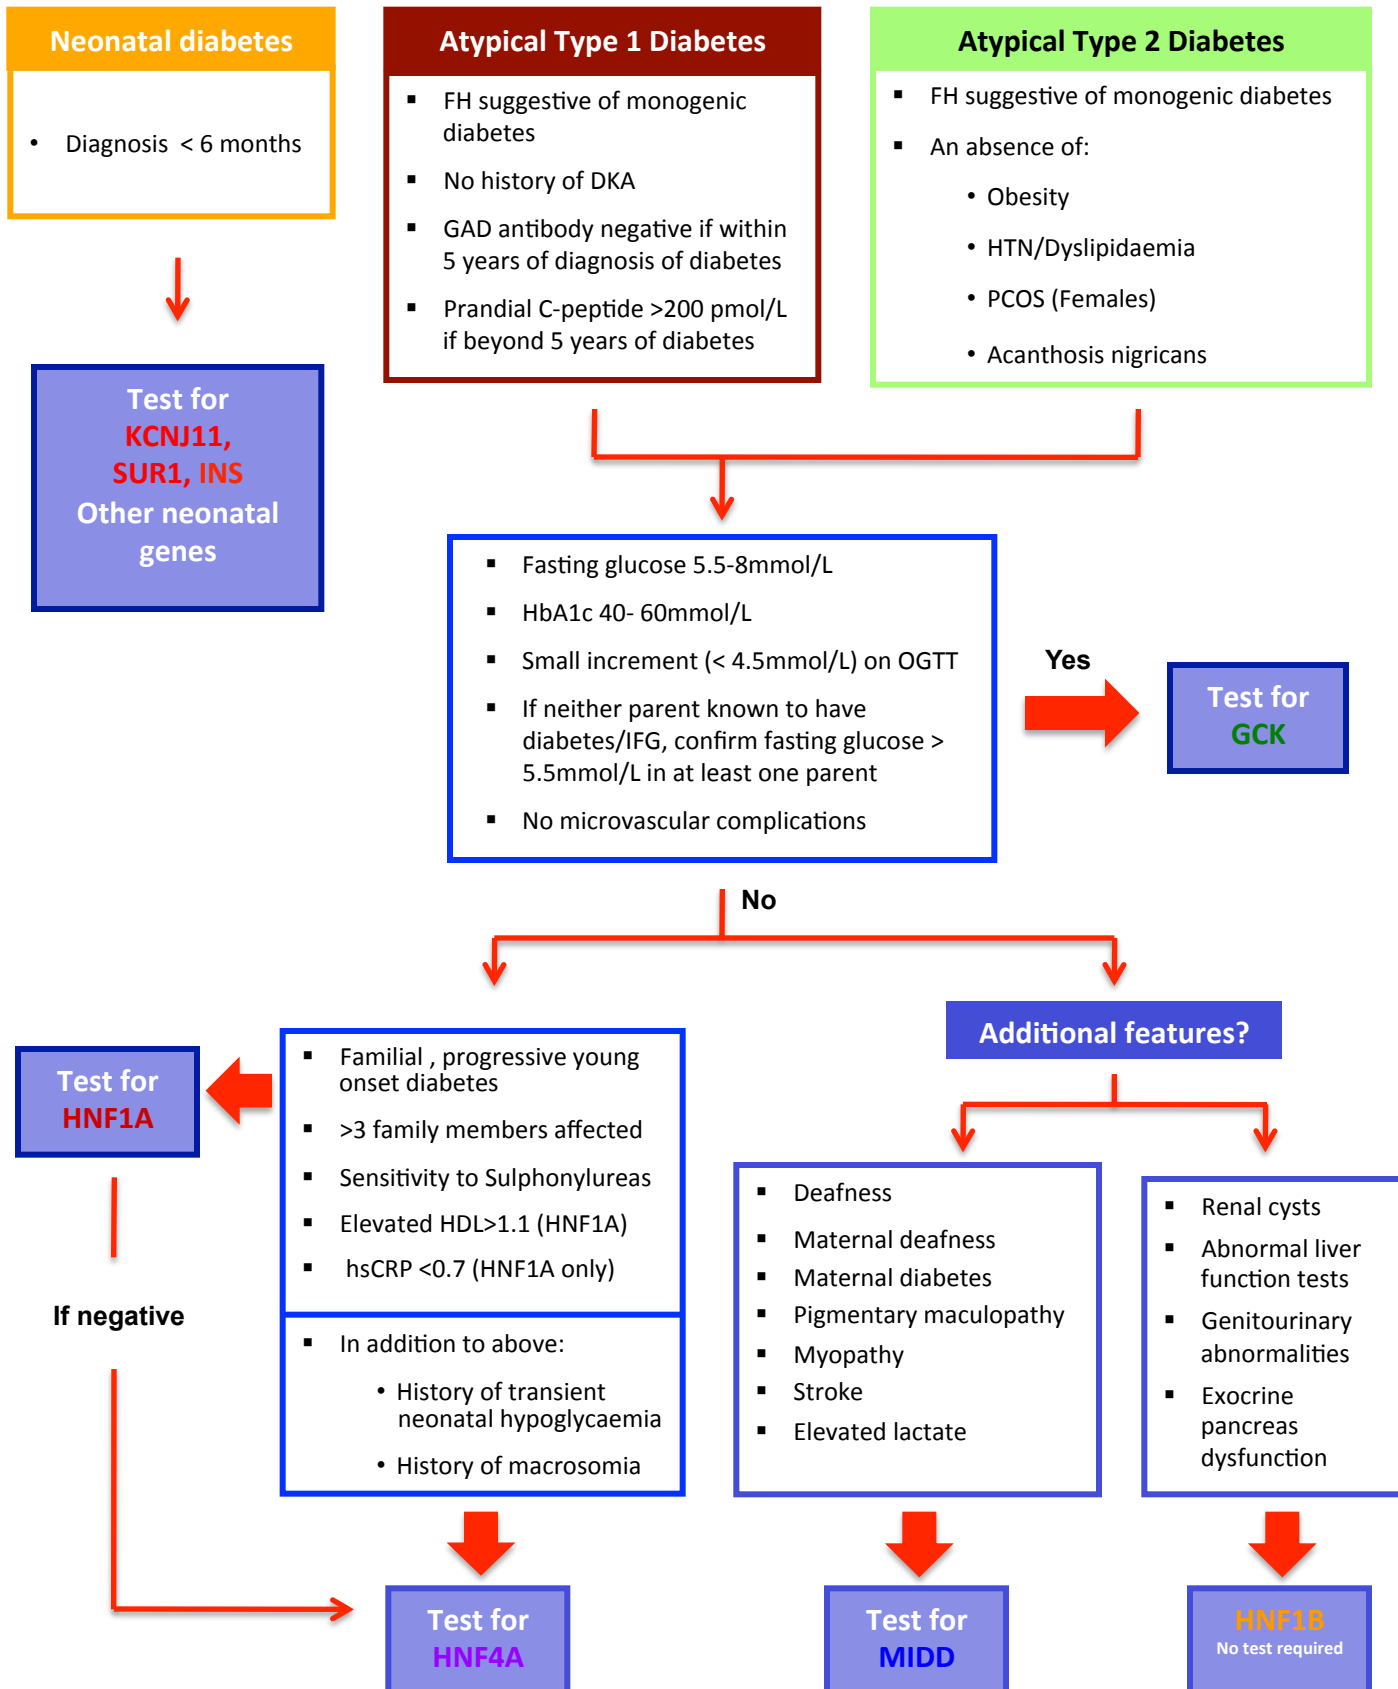 Neonatal diabetes
• Diagnosis < 6 months
Atypical Type 1 Diabetes
▪ FH suggestive of monogenic
diabetes
▪ No history of DKA
▪ GAD antibody negative if within
5 years of diagnosis of diabetes
▪ Prandial C-peptide >200 pmol/L
if beyond 5 years of diabetes
Atypical Type 2 Diabetes
▪ FH suggestive of monogenic diabetes
▪ An absence of:
• Obesity
• HTN/Dyslipidaemia
• PCOS (Females)
• Acanthosis nigricans
Test for
KCNJ11,
SUR1, INS
Other neonatal
genes
▪ Fasting glucose 5.5-8mmol/L
▪ HbA1c 40- 60mmol/L
▪ Small increment (< 4.5mmol/L) on OGTT
▪ If neither parent known to have
diabetes/IFG, confirm fasting glucose >
5.5mmol/L in at least one parent
▪ No microvascular complications
Yes
Test for
GCK
No
Test for
HNF1A
If negative
▪ Familial , progressive young
onset diabetes
▪ >3 family members affected
▪ Sensitivity to Sulphonylureas
▪ Elevated HDL>1.1 (HNF1A)
▪ hsCRP <0.7 (HNF1A only)
▪ In addition to above:
• History of transient
neonatal hypoglycaemia
• History of macrosomia
Test for
HNF4A
Additional features?
▪ Deafness
▪ Maternal deafness
▪ Maternal diabetes
▪ Pigmentary maculopathy
▪ Myopathy
▪ Stroke
▪ Elevated lactate
Test for
MIDD
▪ Renal cysts
▪ Abnormal liver
function tests
▪ Genitourinary
abnormalities
▪ Exocrine
pancreas
dysfunction
HNF1B
No test required